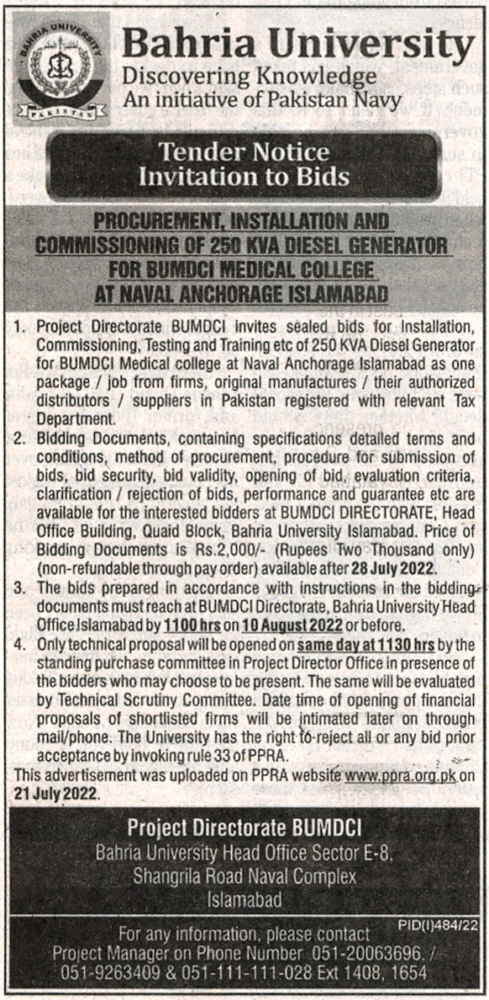 BAHRIA UNIVERSITY
PAKISTAN
Bahria University
Discovering Knowledge
An initiative of Pakistan Navy
Tender Notice
Invitation to Bids
PROCUREMENT, INSTALLATION AND
COMMISSIONING OF 250 KVA DIESEL GENERATOR
FOR BUMDCI MEDICAL COLLEGE
AT NAVAL ANCHORAGE ISLAMABAD
1. Project Directorate BUMDCI invites sealed bids for Installation,
Commissioning, Testing and Training etc of 250 KVA Diesel Generator
for BUMDCI Medical college at Naval Anchorage Islamabad as one
package / job from firms, original manufactures / their authorized
distributors / suppliers in Pakistan registered with relevant Tax
Department.
2. Bidding Documents, containing specifications detailed terms and
conditions, method of procurement, procedure for submission of
bids, bid security, bid validity, opening of bid, evaluation criteria,
clarification / rejection of bids, performance and guarantee etc are
available for the interested bidders at BUMDCI DIRECTORATE, Head
Office Building, Quaid Block, Bahria University Islamabad. Price of
Bidding Documents is Rs.2,000/- (Rupees Two Thousand only)
(non-refundable through pay order) available after 28 July 2022.
3. The bids prepared in accordance with instructions in the bidding
documents must reach at BUMDCI Directorate, Bahria University Head
Office Islamabad by 1100 hrs on 10 August 2022 or before.
4. Only technical proposal will be opened on same day at 1130 hrs by the
standing purchase committee in Project Director Office in presence of
the bidders who may choose to be present. The same will be evaluated
by Technical Scrutiny Committee. Date time of opening of financial
proposals of shortlisted firms will be intimated later on through
mail/phone. The University has the right to reject all or any bid prior
acceptance by invoking rule 33 of PPRA.
This advertisement was uploaded on PPRA website www.ppra.org.pk on
21 July 2022.
Project Directorate BUMDCI
Bahria University Head Office Sector E-8,
Shangrila Road Naval Complex
Islamabad
PID(I)484/22
For any information, please contact
Project Manager on Phone Number 051-20063696, /
051-9263409 & 051-111-111-028 Ext 1408, 1654